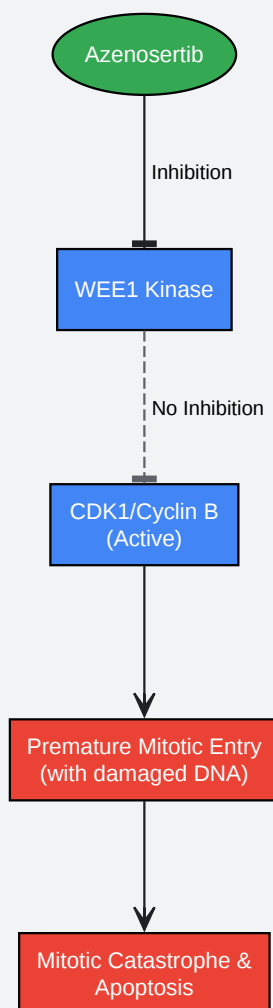 Azenosertib
Inhibition
WEE1 Kinase
No Inhibition
CDK1/Cyclin B
(Active)
Premature Mitotic Entry
(with damaged DNA)
Mitotic Catastrophe &
Apoptosis